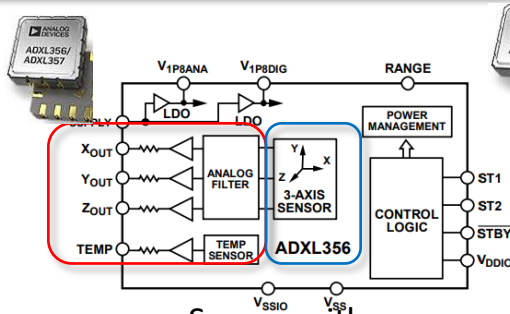 ANALOG
DEVICES
ADXL356/
ADXL357
V1P8ANA
V1P8DIG
RANGE
LDO
LDO
POWER
MANAGEMENT
XOUT
YOUT
ZOUT
TEMP
ANALOG
FILTER
Y
X
Z
3-AXIS
SENSOR
TEMP
SENSOR
ADXL356
CONTROL
LOGIC
ST1
ST2
STBY
VDDIO
VSSIO
VSS